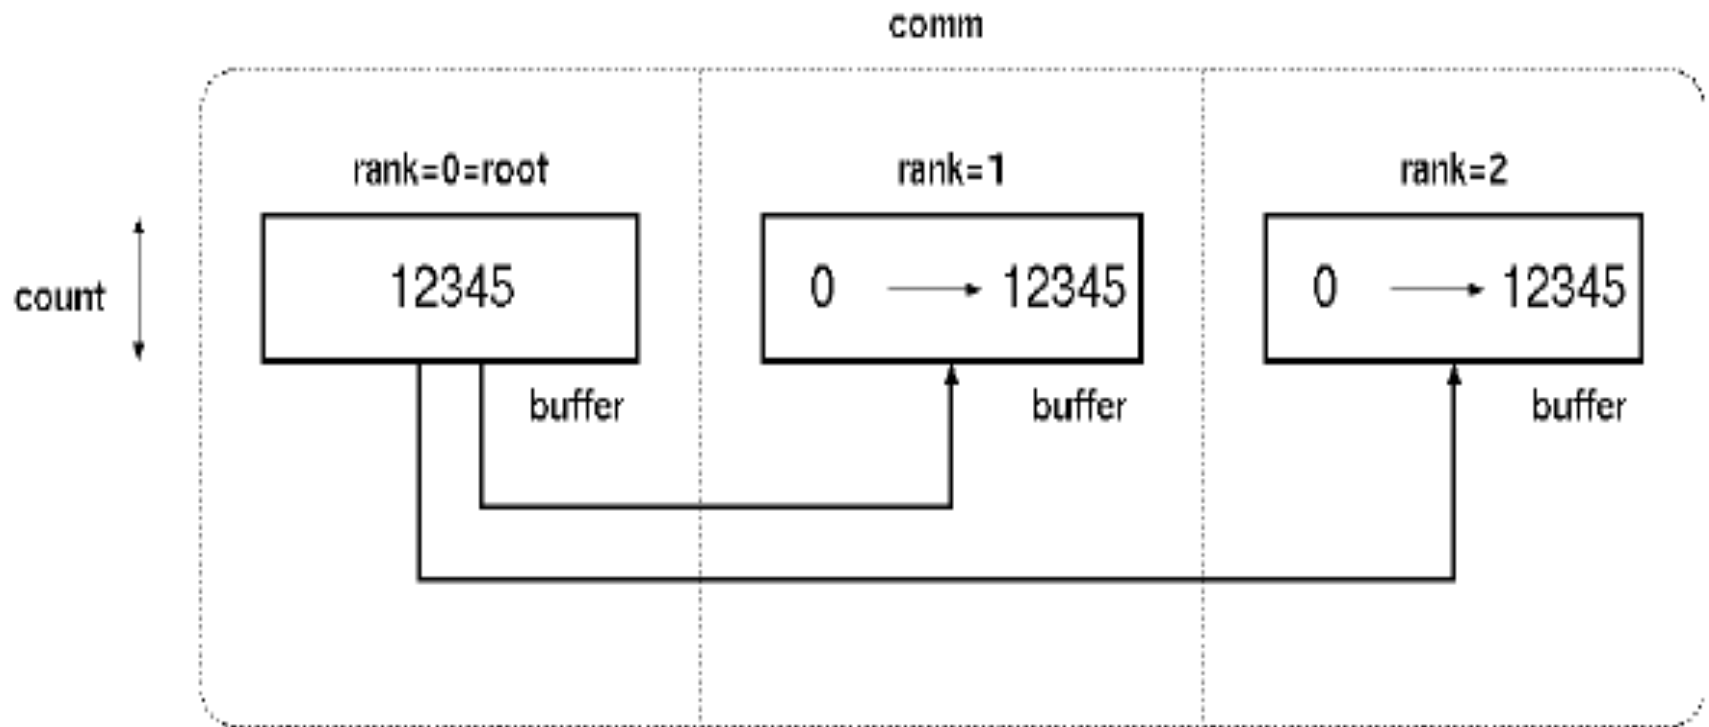 comm
rank=0=root
rank=1
rank=2
count
12345
0 12345
0 12345
buffer
buffer
buffer